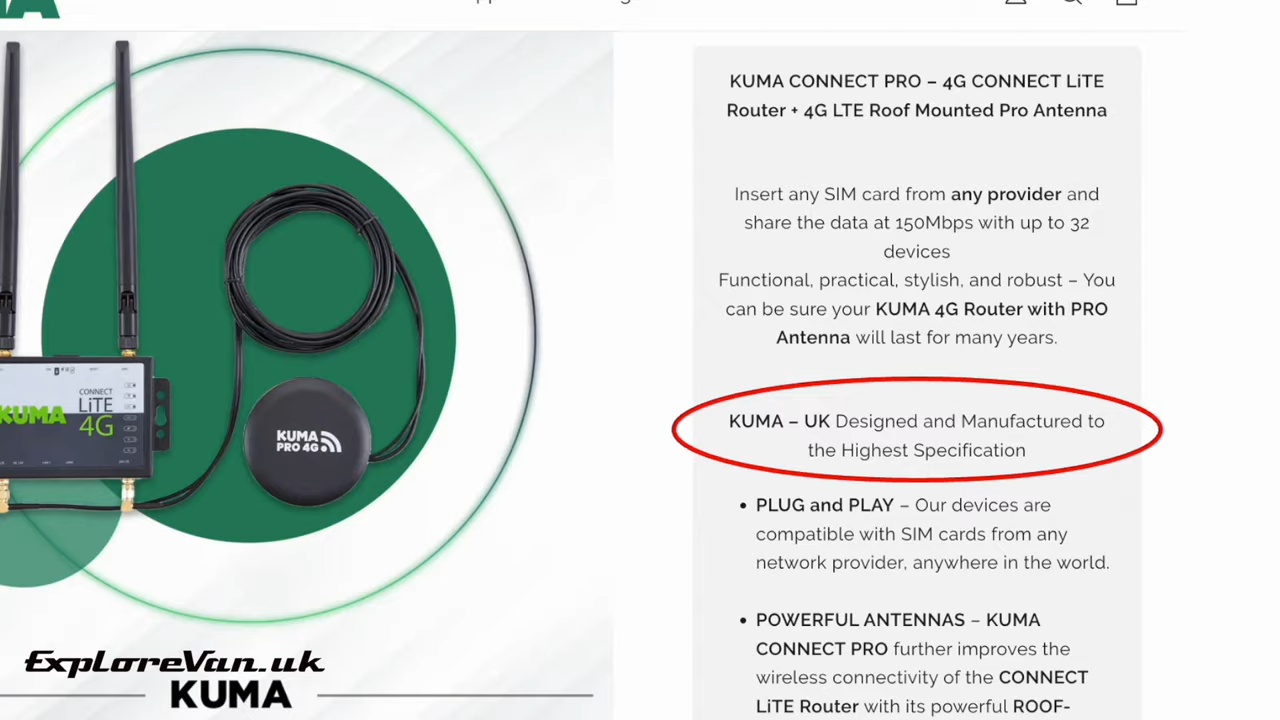 KUMA CONNECT PRO – 4G CONNECT LiTE
Router + 4G LTE Roof Mounted Pro Antenna
Insert any SIM card from any provider and
share the data at 150Mbps with up to 32
devices
Functional, practical, stylish, and robust – You
can be sure your KUMA 4G Router with PRO
Antenna will last for many years.
KUMA – UK Designed and Manufactured to
the Highest Specification
• PLUG and PLAY – Our devices are
compatible with SIM cards from any
network provider, anywhere in the world.
• POWERFUL ANTENNAS – KUMA
CONNECT PRO further improves the
wireless connectivity of the CONNECT
LiTE Router with its powerful ROOF-
CONNECT
LiTE
KUMA
4G
KUMA
PRO 4G
ExploreVan.uk
KUMA